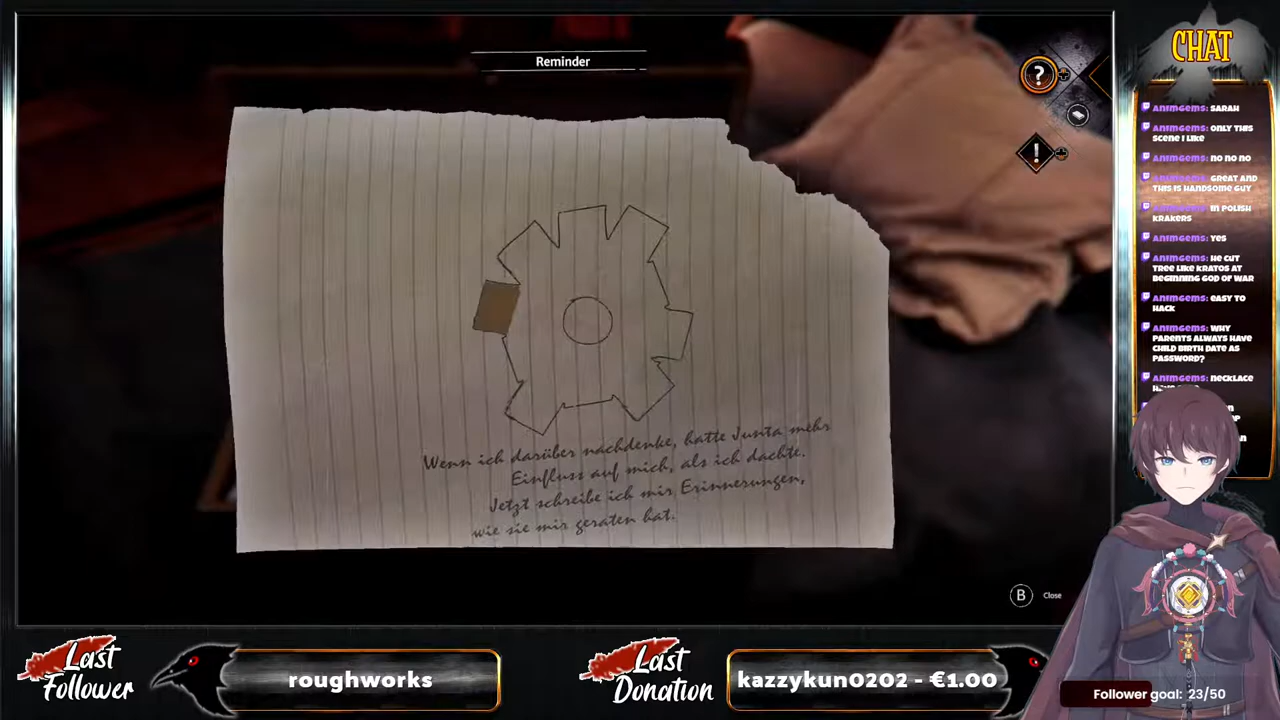 Reminder
?
!
Wenn ich darüber nachdenke, hatte Junta mehr
Einfluss auf mich, als ich dachte.
Jetzt schreibe ich mir Erinnerungen,
wie sie mir geraten hat.
B Close
CHAT
AnimGems: SARAH
AnimGems: ONLY THIS
SCENE I LIKE
AnimGems: NO NO NO
AnimGems: GREAT AND
THIS IS HANDSOME GUY
AnimGems: IN POLISH
KRAKERS
AnimGems: YES
AnimGems: HE CUT
TREE LIKE KRATOS AT
BEGINNING GOD OF WAR
AnimGems: EASY TO
HACK
AnimGems: WHY
PARENTS ALWAYS HAVE
CHILD BIRTH DATE AS
PASSWORD?
AnimGems: NECKLACE
Last
Follower
roughworks
Last
Donation
kazzykun0202 - €1.00
Follower goal: 23/50